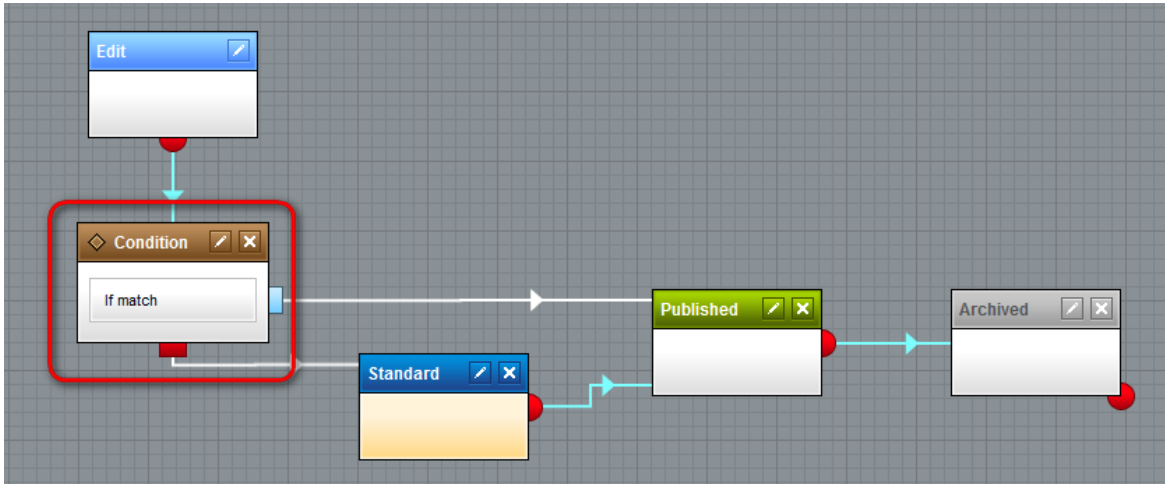 Edit
Condition
If match
Published
Archived
Standard